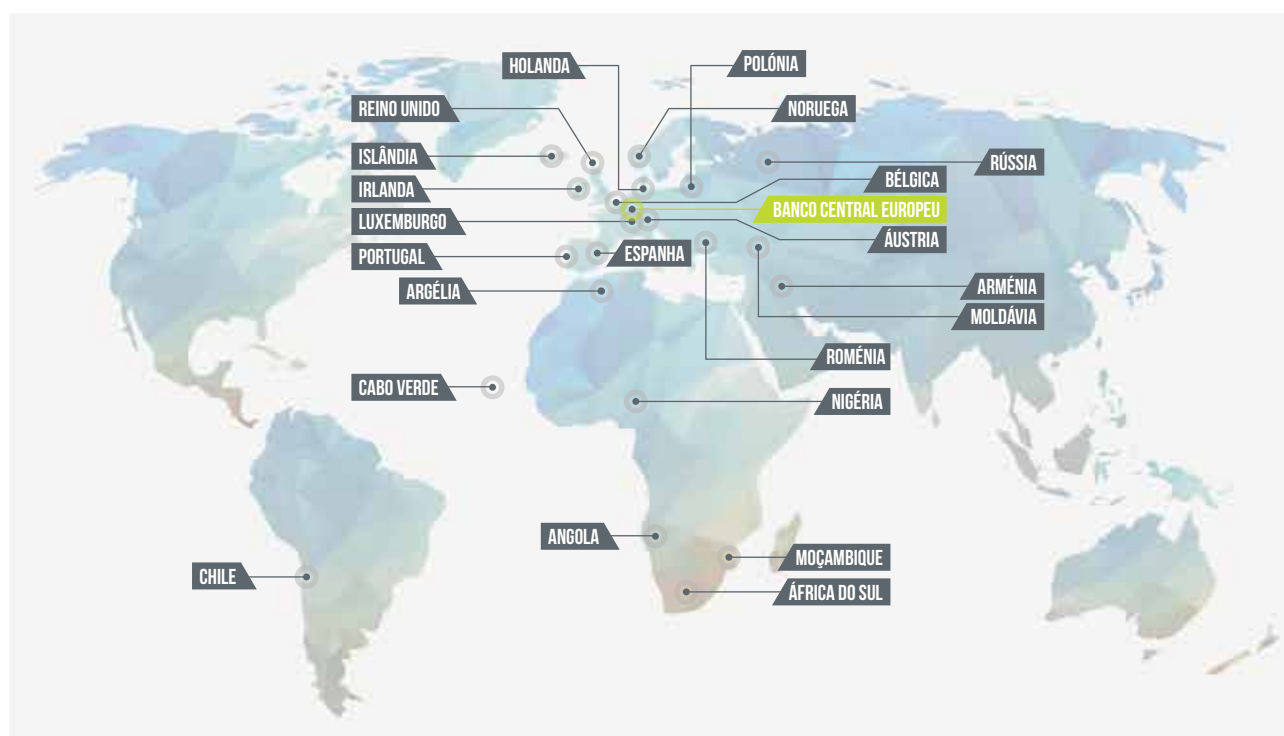 HOLANDA
POLÓNIA
REINO UNIDO
NORUEGA
ISLÂNDIA
RÚSSIA
IRLANDA
BÉLGICA
LUXEMBURGO
BANCO CENTRAL EUROPEU
ÁUSTRIA
PORTUGAL
ESPANHA
ARGÉLIA
ARMÉNIA
MOLDÁVIA
ROMÉNIA
CABO VERDE
NIGÉRIA
ANGOLA
MOÇAMBIQUE
CHILE
ÁFRICA DO SUL